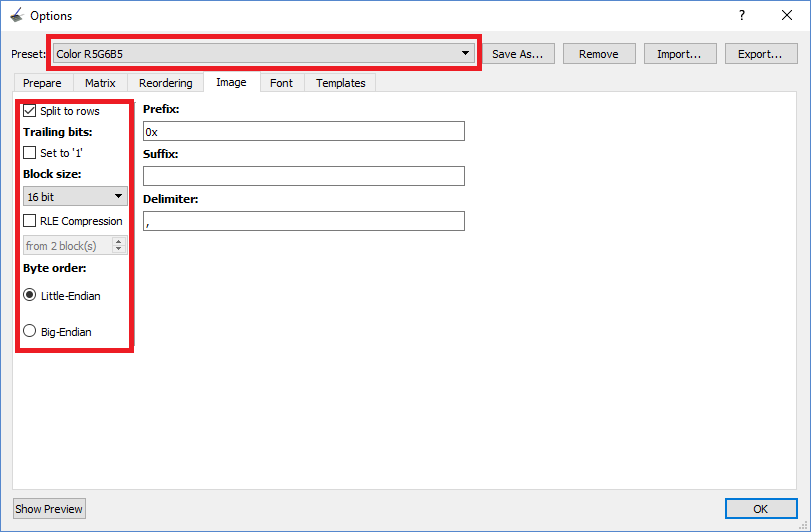 Options
?
Preset: Color R5G6B5 Save As... Remove Import... Export...
Prepare Matrix Reordering Image Font Templates
Split to rows
Trailing bits:
Set to '1'
Block size:
16 bit
RLE Compression
from 2 block(s)
Byte order:
Little-Endian
Big-Endian
Prefix:
0x
Suffix:
Delimiter:
,
Show Preview OK